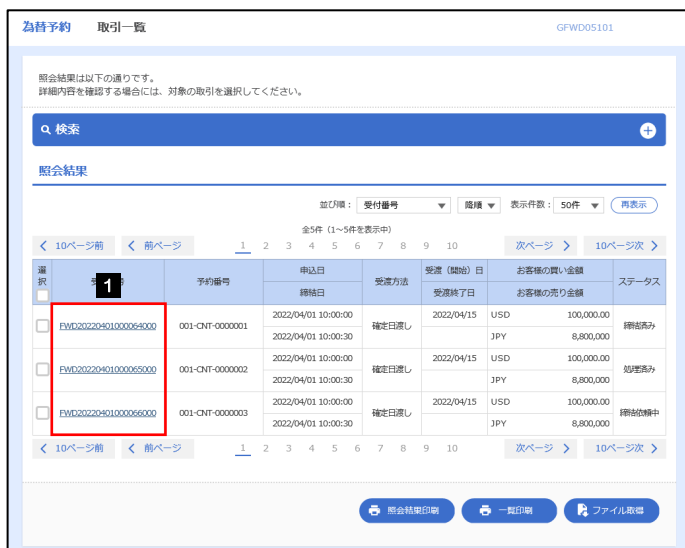 為替予約 取引一覧 GFWD05101
照会結果は以下の通りです。
詳細内容を確認する場合には、対象の取引を選択してください。
検索
照会結果
並び順： 受付番号 降順 表示件数： 50件 再表示
全5件（1～5件を表示中）
10ページ前 前ページ 1 2 3 4 5 6 7 8 9 10 次ページ 10ページ次
選択 1 予約番号 申込日 締結日 受渡方法 受渡（開始）日 受渡終了日 お客様の買い金額 お客様の売り金額 ステータス
FWD20220401000064000 001-CNT-0000001 2022/04/01 10:00:00 2022/04/01 10:00:30 確定日渡し 2022/04/15 USD 100,000.00 JPY 8,800,000 締結済み
FWD20220401000065000 001-CNT-0000002 2022/04/01 10:00:00 2022/04/01 10:00:30 確定日渡し 2022/04/15 USD 100,000.00 JPY 8,800,000 処理済み
FWD20220401000066000 001-CNT-0000003 2022/04/01 10:00:00 2022/04/01 10:00:30 確定日渡し 2022/04/15 USD 100,000.00 JPY 8,800,000 締結依頼中
10ページ前 前ページ 1 2 3 4 5 6 7 8 9 10 次ページ 10ページ次
照会結果印刷 一覧印刷 ファイル取得